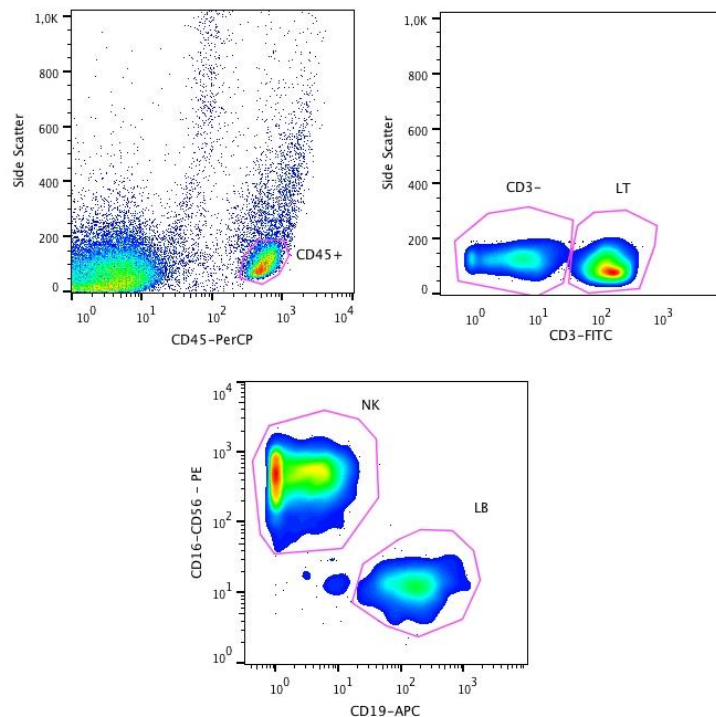 1,0K
800
600
400
200
0
Side Scatter
CD45+
10^0 10^1 10^2 10^3 10^4
CD45-PerCP
1,0K
800
600
400
200
0
Side Scatter
CD3- LT
10^0 10^1 10^2 10^3
CD3-FITC
10^4
10^3
10^2
10^1
10^0
CD16-CD56 - PE
NK
LB
10^0 10^1 10^2 10^3
CD19-APC